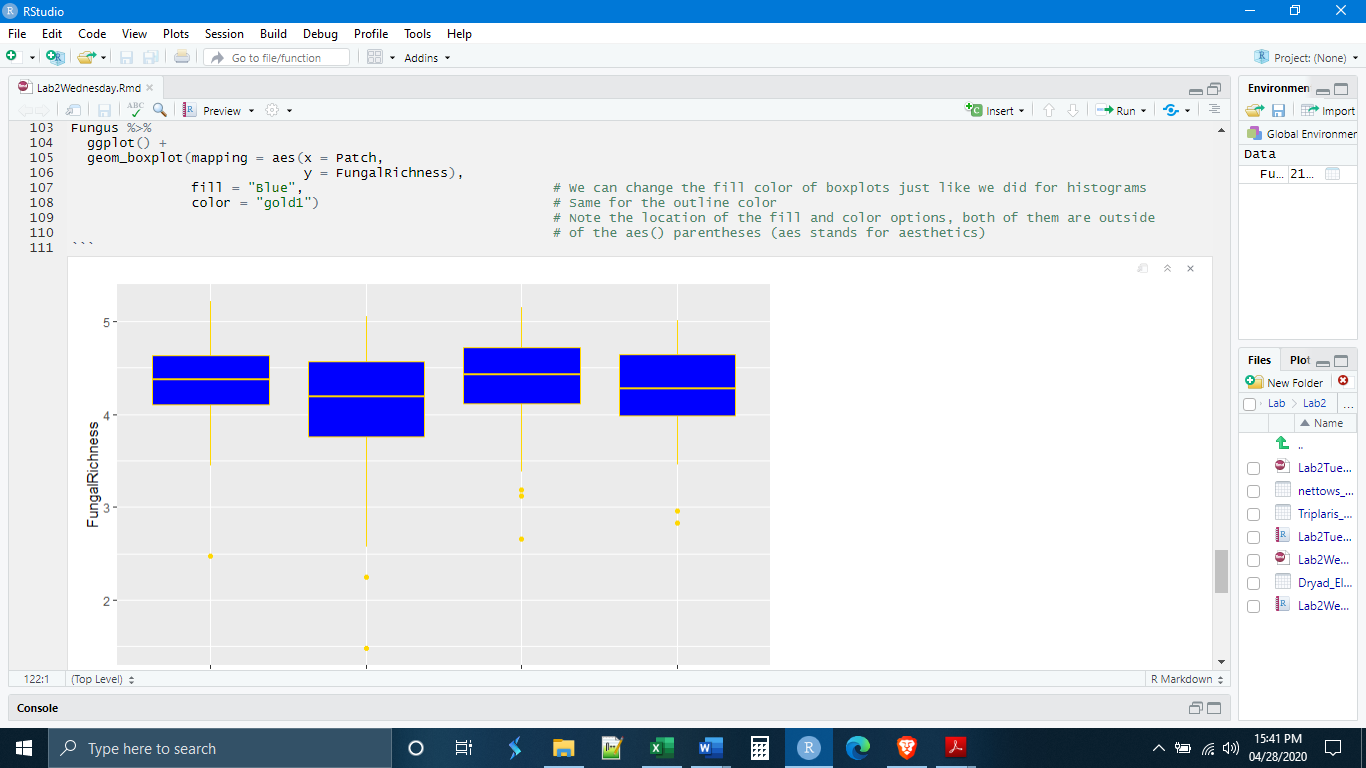 RStudio
File Edit Code View Plots Session Build Debug Profile Tools Help
Go to file/function Addins Project: (None)
Lab2Wednesday.Rmd
ABC Preview Insert Run
103 Fungus %>%
104 ggplot() +
105 geom_boxplot(mapping = aes(x = Patch,
106 y = FungalRichness),
107 fill = "Blue", # We can change the fill color of boxplots just like we did for histograms
108 color = "gold1") # Same for the outline color
109 # Note the location of the fill and color options, both of them are outside
110 # of the aes() parentheses (aes stands for aesthetics)
111 ```
5
4
3
2
FungalRichness
122:1 (Top Level) R Markdown
Console
Environmen
Import
Global Environmen
Data
Fu... 21...
Files Plot
New Folder
Lab Lab2 ...
Name
..
Lab2Tue...
nettows_...
Triplaris_...
Lab2Tue...
Lab2We...
Dryad_El...
Lab2We...
Type here to search
15:41 PM
04/28/2020